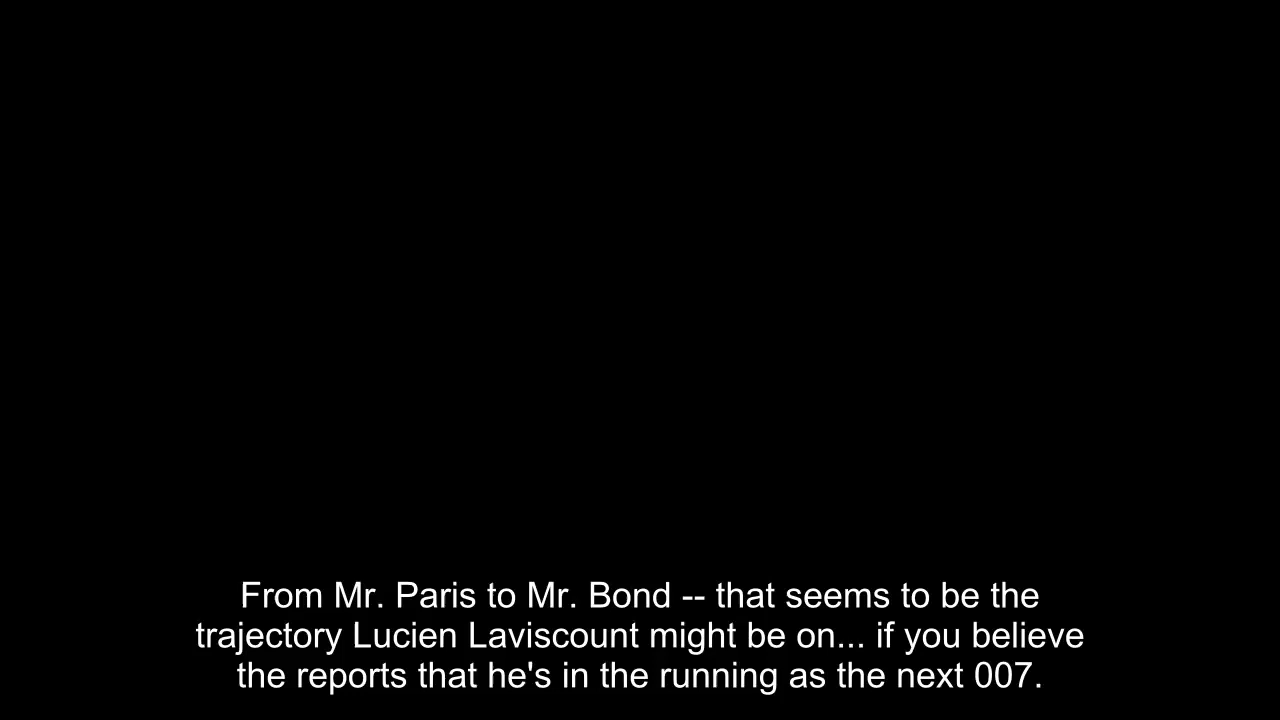 From Mr. Paris to Mr. Bond -- that seems to be the
trajectory Lucien Laviscount might be on... if you believe
the reports that he's in the running as the next 007.